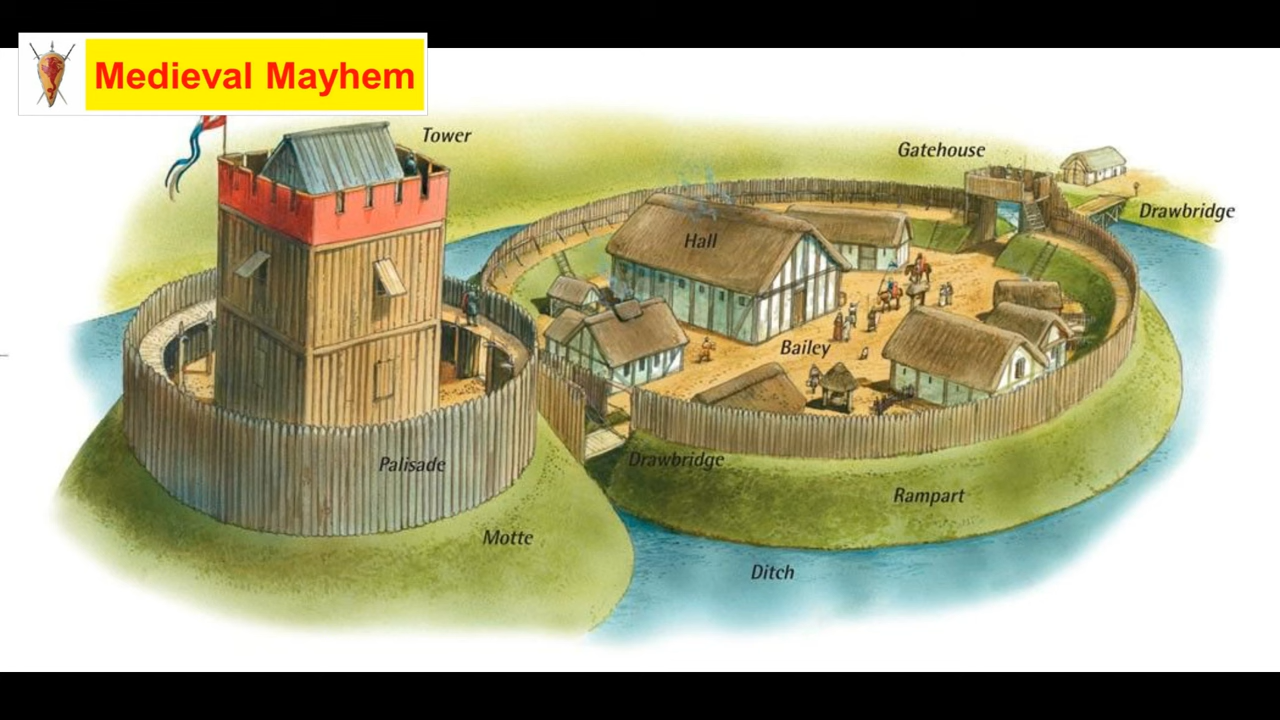 Medieval Mayhem
Tower
Gatehouse
Drawbridge
Hall
Bailey
Palisade
Drawbridge
Rampart
Motte
Ditch